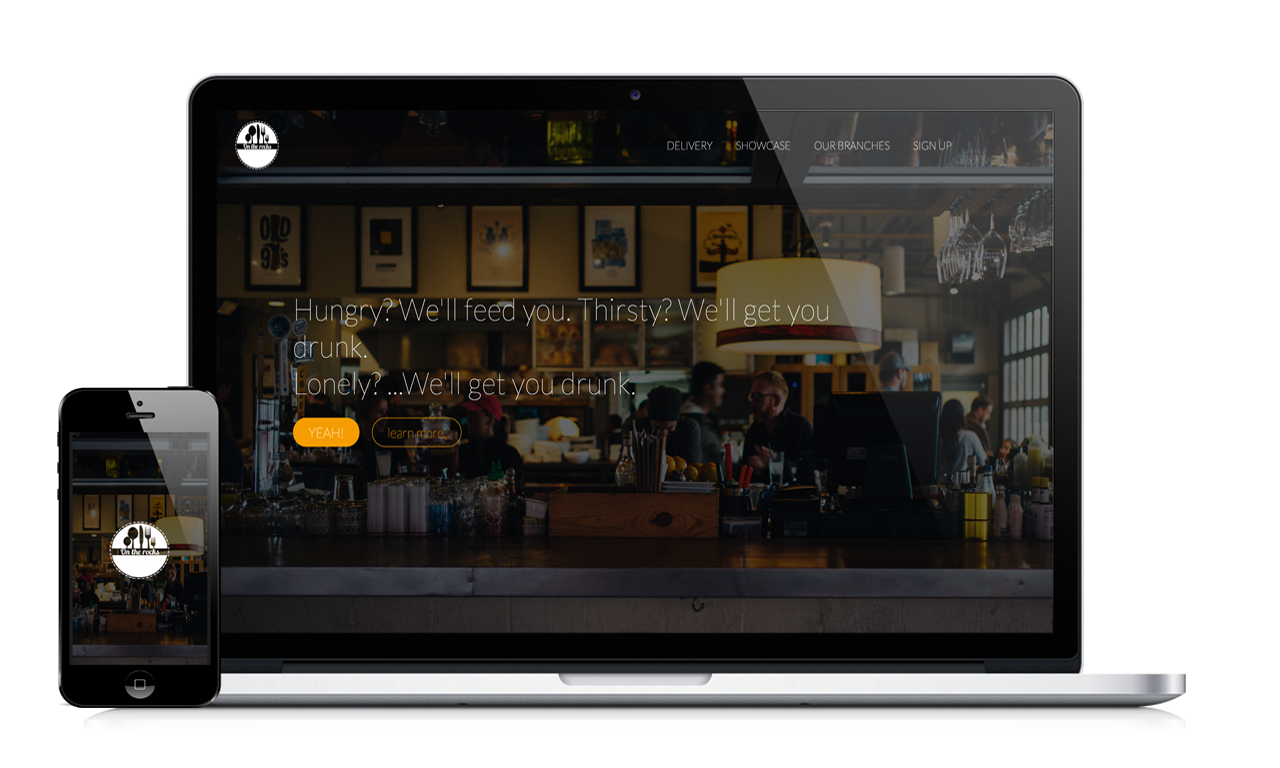 On the rocks
DELIVERY SHOWCASE OUR BRANCHES SIGN UP
OLD
9's
Hungry? We'll feed you. Thirsty? We'll get you
drunk.
Lonely? ...We'll get you drunk.
YEAH! learn more
On the rocks